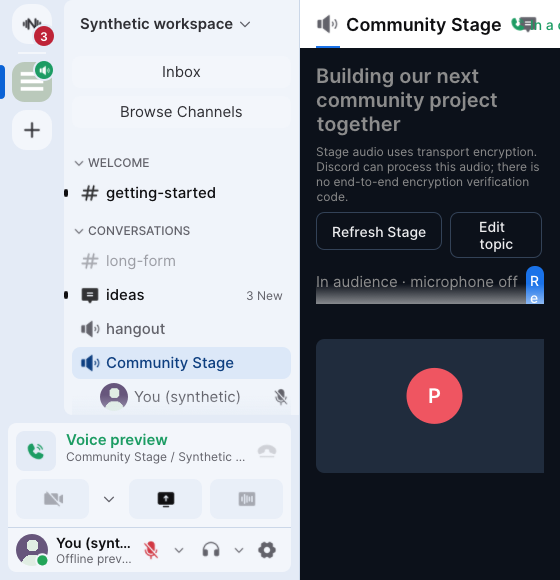 3
Synthetic workspace
Inbox
Browse Channels
WELCOME
getting-started
CONVERSATIONS
long-form
ideas
3 New
hangout
Community Stage
You (synthetic)
Voice preview
Community Stage / Synthetic ...
You (synt...
Offline prev...
Community Stage
Building our next
community project
together
Stage audio uses transport encryption.
Discord can process this audio; there is
no end-to-end encryption verification
code.
Refresh Stage
Edit
topic
In audience · microphone off
R
e
P